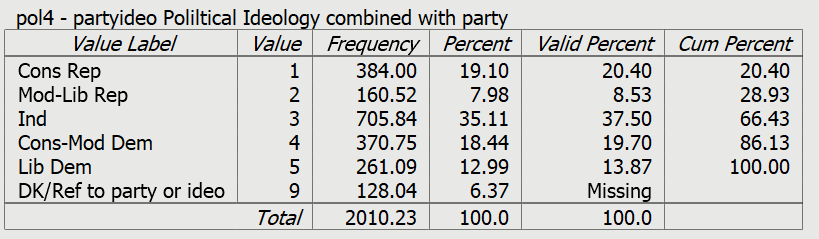 pol4 - partyideo Poliltical Ideology combined with party
Value Label Value Frequency Percent Valid Percent Cum Percent
Cons Rep 1 384.00 19.10 20.40 20.40
Mod-Lib Rep 2 160.52 7.98 8.53 28.93
Ind 3 705.84 35.11 37.50 66.43
Cons-Mod Dem 4 370.75 18.44 19.70 86.13
Lib Dem 5 261.09 12.99 13.87 100.00
DK/Ref to party or ideo 9 128.04 6.37 Missing
Total 2010.23 100.0 100.0